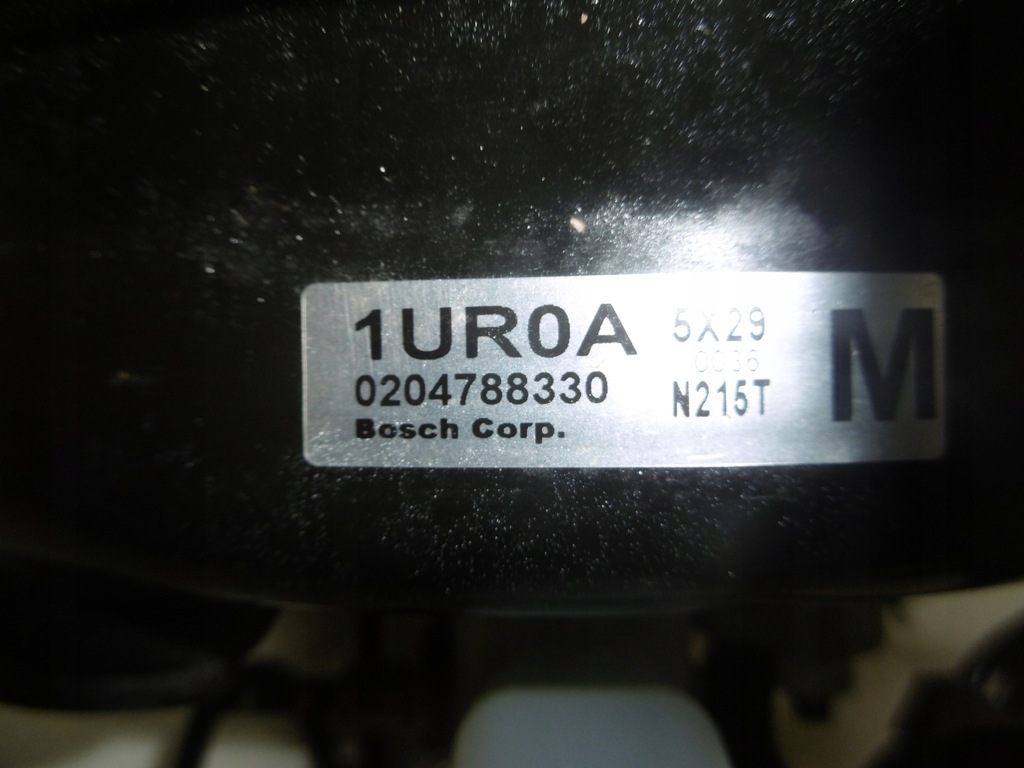 1UR0A
0204788330
Bosch Corp.
5X29
0036
N215T
M